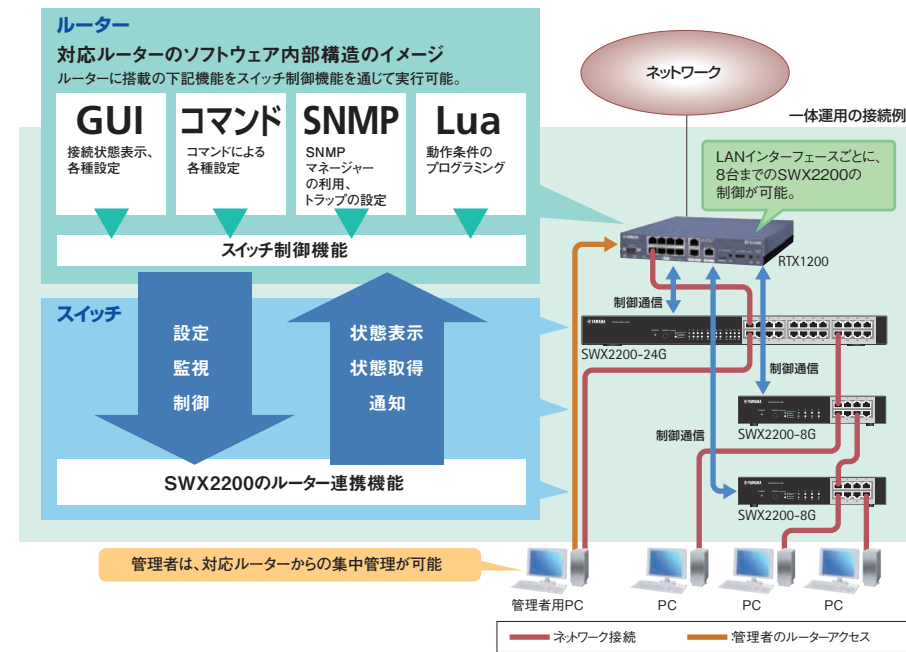 ルーター
対応ルーターのソフトウェア内部構造のイメージ
ルーターに搭載の下記機能をスイッチ制御機能を通じて実行可能。
GUI
接続状態表示、
各種設定
コマンド
コマンドによる
各種設定
SNMP
SNMP
マネージャー
の利用、
トラップの設定
Lua
動作条件の
プログラミング
スイッチ制御機能
スイッチ
設定
監視
制御
状態表示
状態取得
通知
SWX2200のルーター連携機能
ネットワーク
一体運用の接続例
LANインターフェースごとに、
8台までのSWX2200の
制御が可能。
RTX1200
制御通信
YAMAHA
SWX2200-24G
制御通信
YAMAHA
SWX2200-8G
制御通信
YAMAHA
SWX2200-8G
管理者は、対応ルーターからの集中管理が可能
管理者用PC
PC
PC
PC
ネットワーク接続
管理者のルーターアクセス